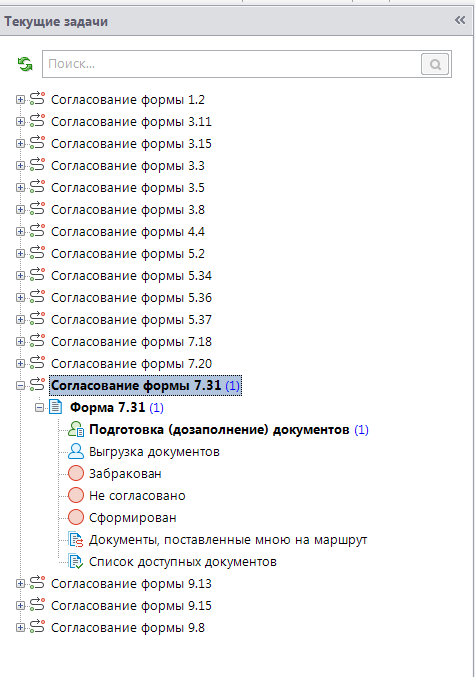 Текущие задачи
Поиск...
Согласование формы 1.2
Согласование формы 3.11
Согласование формы 3.15
Согласование формы 3.3
Согласование формы 3.5
Согласование формы 3.8
Согласование формы 4.4
Согласование формы 5.2
Согласование формы 5.34
Согласование формы 5.36
Согласование формы 5.37
Согласование формы 7.18
Согласование формы 7.20
Согласование формы 7.31 (1)
Форма 7.31 (1)
Подготовка (дозаполнение) документов (1)
Выгрузка документов
Забракован
Не согласовано
Сформирован
Документы, поставленные мною на маршрут
Список доступных документов
Согласование формы 9.13
Согласование формы 9.15
Согласование формы 9.8